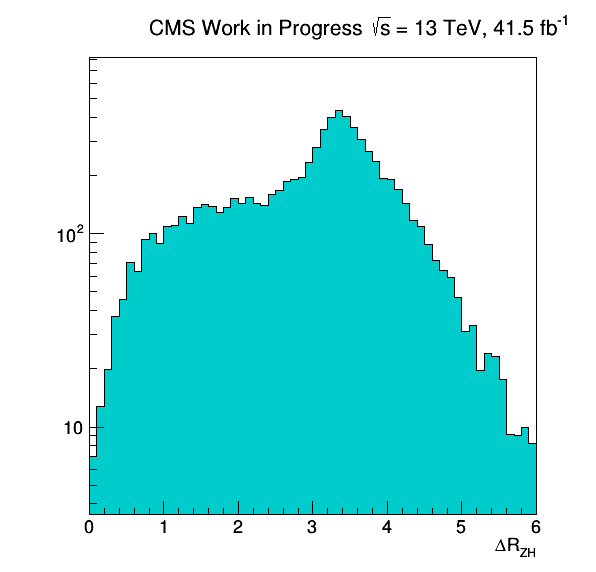 CMS Work in Progress √s = 13 TeV, 41.5 fb⁻¹
10²
10
0 1 2 3 4 5 6
ΔR_ZH